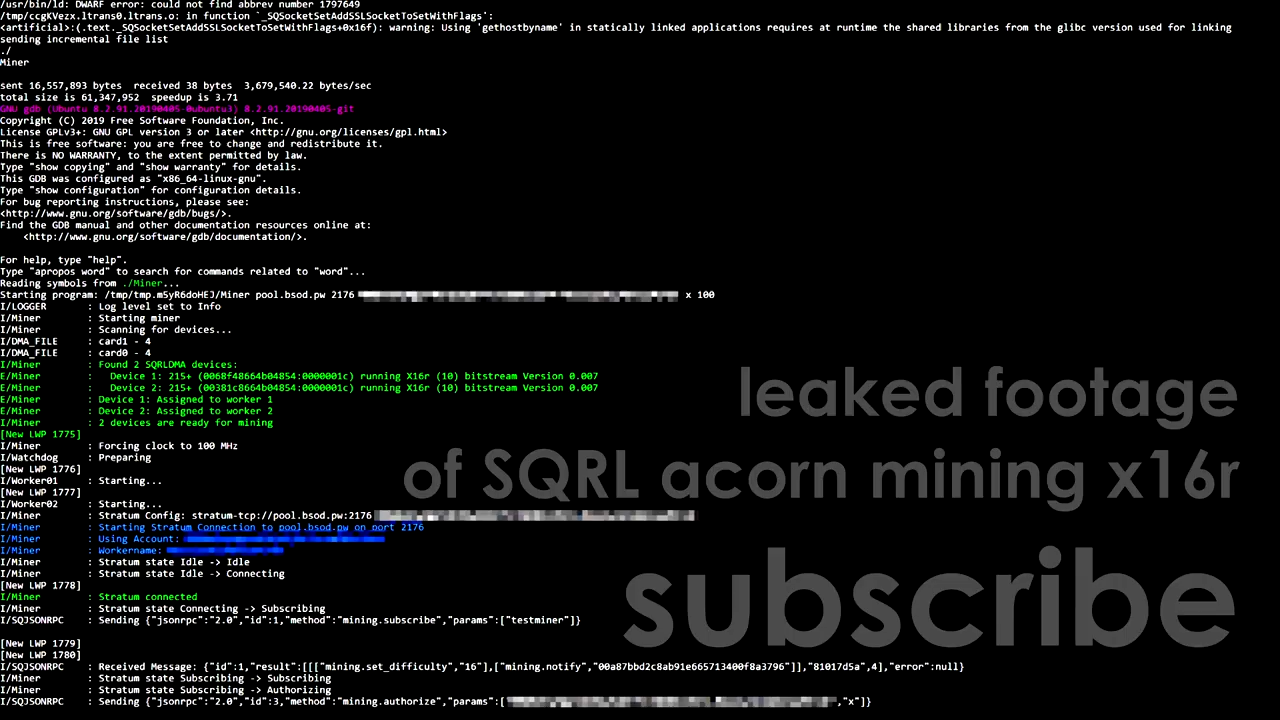 /usr/bin/ld: DWARF error: could not find abbrev number 1797649
/tmp/ccgKVezx.ltrans0.ltrans.o: in function `_SQSocketSetAddSSLSocketToSetWithFlags':
<artificial>:(.text._SQSocketSetAddSSLSocketToSetWithFlags+0x16f): warning: Using 'gethostbyname' in statically linked applications requires at runtime the shared libraries from the glibc version used for linking
sending incremental file list
./
Miner
sent 16,557,893 bytes  received 38 bytes  3,679,540.22 bytes/sec
total size is 61,347,952  speedup is 3.71
GNU gdb (Ubuntu 8.2.91.20190405-0ubuntu3) 8.2.91.20190405-git
Copyright (C) 2019 Free Software Foundation, Inc.
License GPLv3+: GNU GPL version 3 or later <http://gnu.org/licenses/gpl.html>
This is free software: you are free to change and redistribute it.
There is NO WARRANTY, to the extent permitted by law.
Type "show copying" and "show warranty" for details.
This GDB was configured as "x86_64-linux-gnu".
Type "show configuration" for configuration details.
For bug reporting instructions, please see:
<http://www.gnu.org/software/gdb/bugs/>.
Find the GDB manual and other documentation resources online at:
    <http://www.gnu.org/software/gdb/documentation/>.
For help, type "help".
Type "apropos word" to search for commands related to "word"...
Reading symbols from ./Miner...
Starting program: /tmp/tmp.m5yR6doHEJ/Miner pool.bsod.pw 2176 x 100
I/LOGGER : Log level set to Info
I/Miner : Starting miner
I/Miner : Scanning for devices...
I/DMA_FILE : card1 - 4
I/DMA_FILE : card0 - 4
I/Miner : Found 2 SQRLDMA devices:
E/Miner :   Device 1: 215+ (0068f48664b04854:0000001c) running X16r (10) bitstream Version 0.007
E/Miner :   Device 2: 215+ (00381c8664b04854:0000001c) running X16r (10) bitstream Version 0.007
E/Miner : Device 1: Assigned to worker 1
E/Miner : Device 2: Assigned to worker 2
I/Miner : 2 devices are ready for mining
[New LWP 1775]
I/Miner : Forcing clock to 100 MHz
I/Watchdog : Preparing
[New LWP 1776]
I/Worker01 : Starting...
[New LWP 1777]
I/Worker02 : Starting...
I/Miner : Stratum Config: stratum-tcp://pool.bsod.pw:2176
I/Miner : Starting Stratum Connection to pool.bsod.pw on port 2176
I/Miner : Using Account:
I/Miner : Workername:
I/Miner : Stratum state Idle -> Idle
I/Miner : Stratum state Idle -> Connecting
[New LWP 1778]
I/Miner : Stratum connected
I/Miner : Stratum state Connecting -> Subscribing
I/SQJSONRPC : Sending {"jsonrpc":"2.0","id":1,"method":"mining.subscribe","params":["testminer"]}
[New LWP 1779]
[New LWP 1780]
I/SQJSONRPC : Received Message: {"id":1,"result":[[["mining.set_difficulty","16"],["mining.notify","00a87bbd2c8ab91e665713400f8a3796"]],"81017d5a",4],"error":null}
I/Miner : Stratum state Subscribing -> Subscribing
I/Miner : Stratum state Subscribing -> Authorizing
I/SQJSONRPC : Sending {"jsonrpc":"2.0","id":3,"method":"mining.authorize","params":[ ,"x"]}
leaked footage
of SQRL acorn mining x16r
subscribe